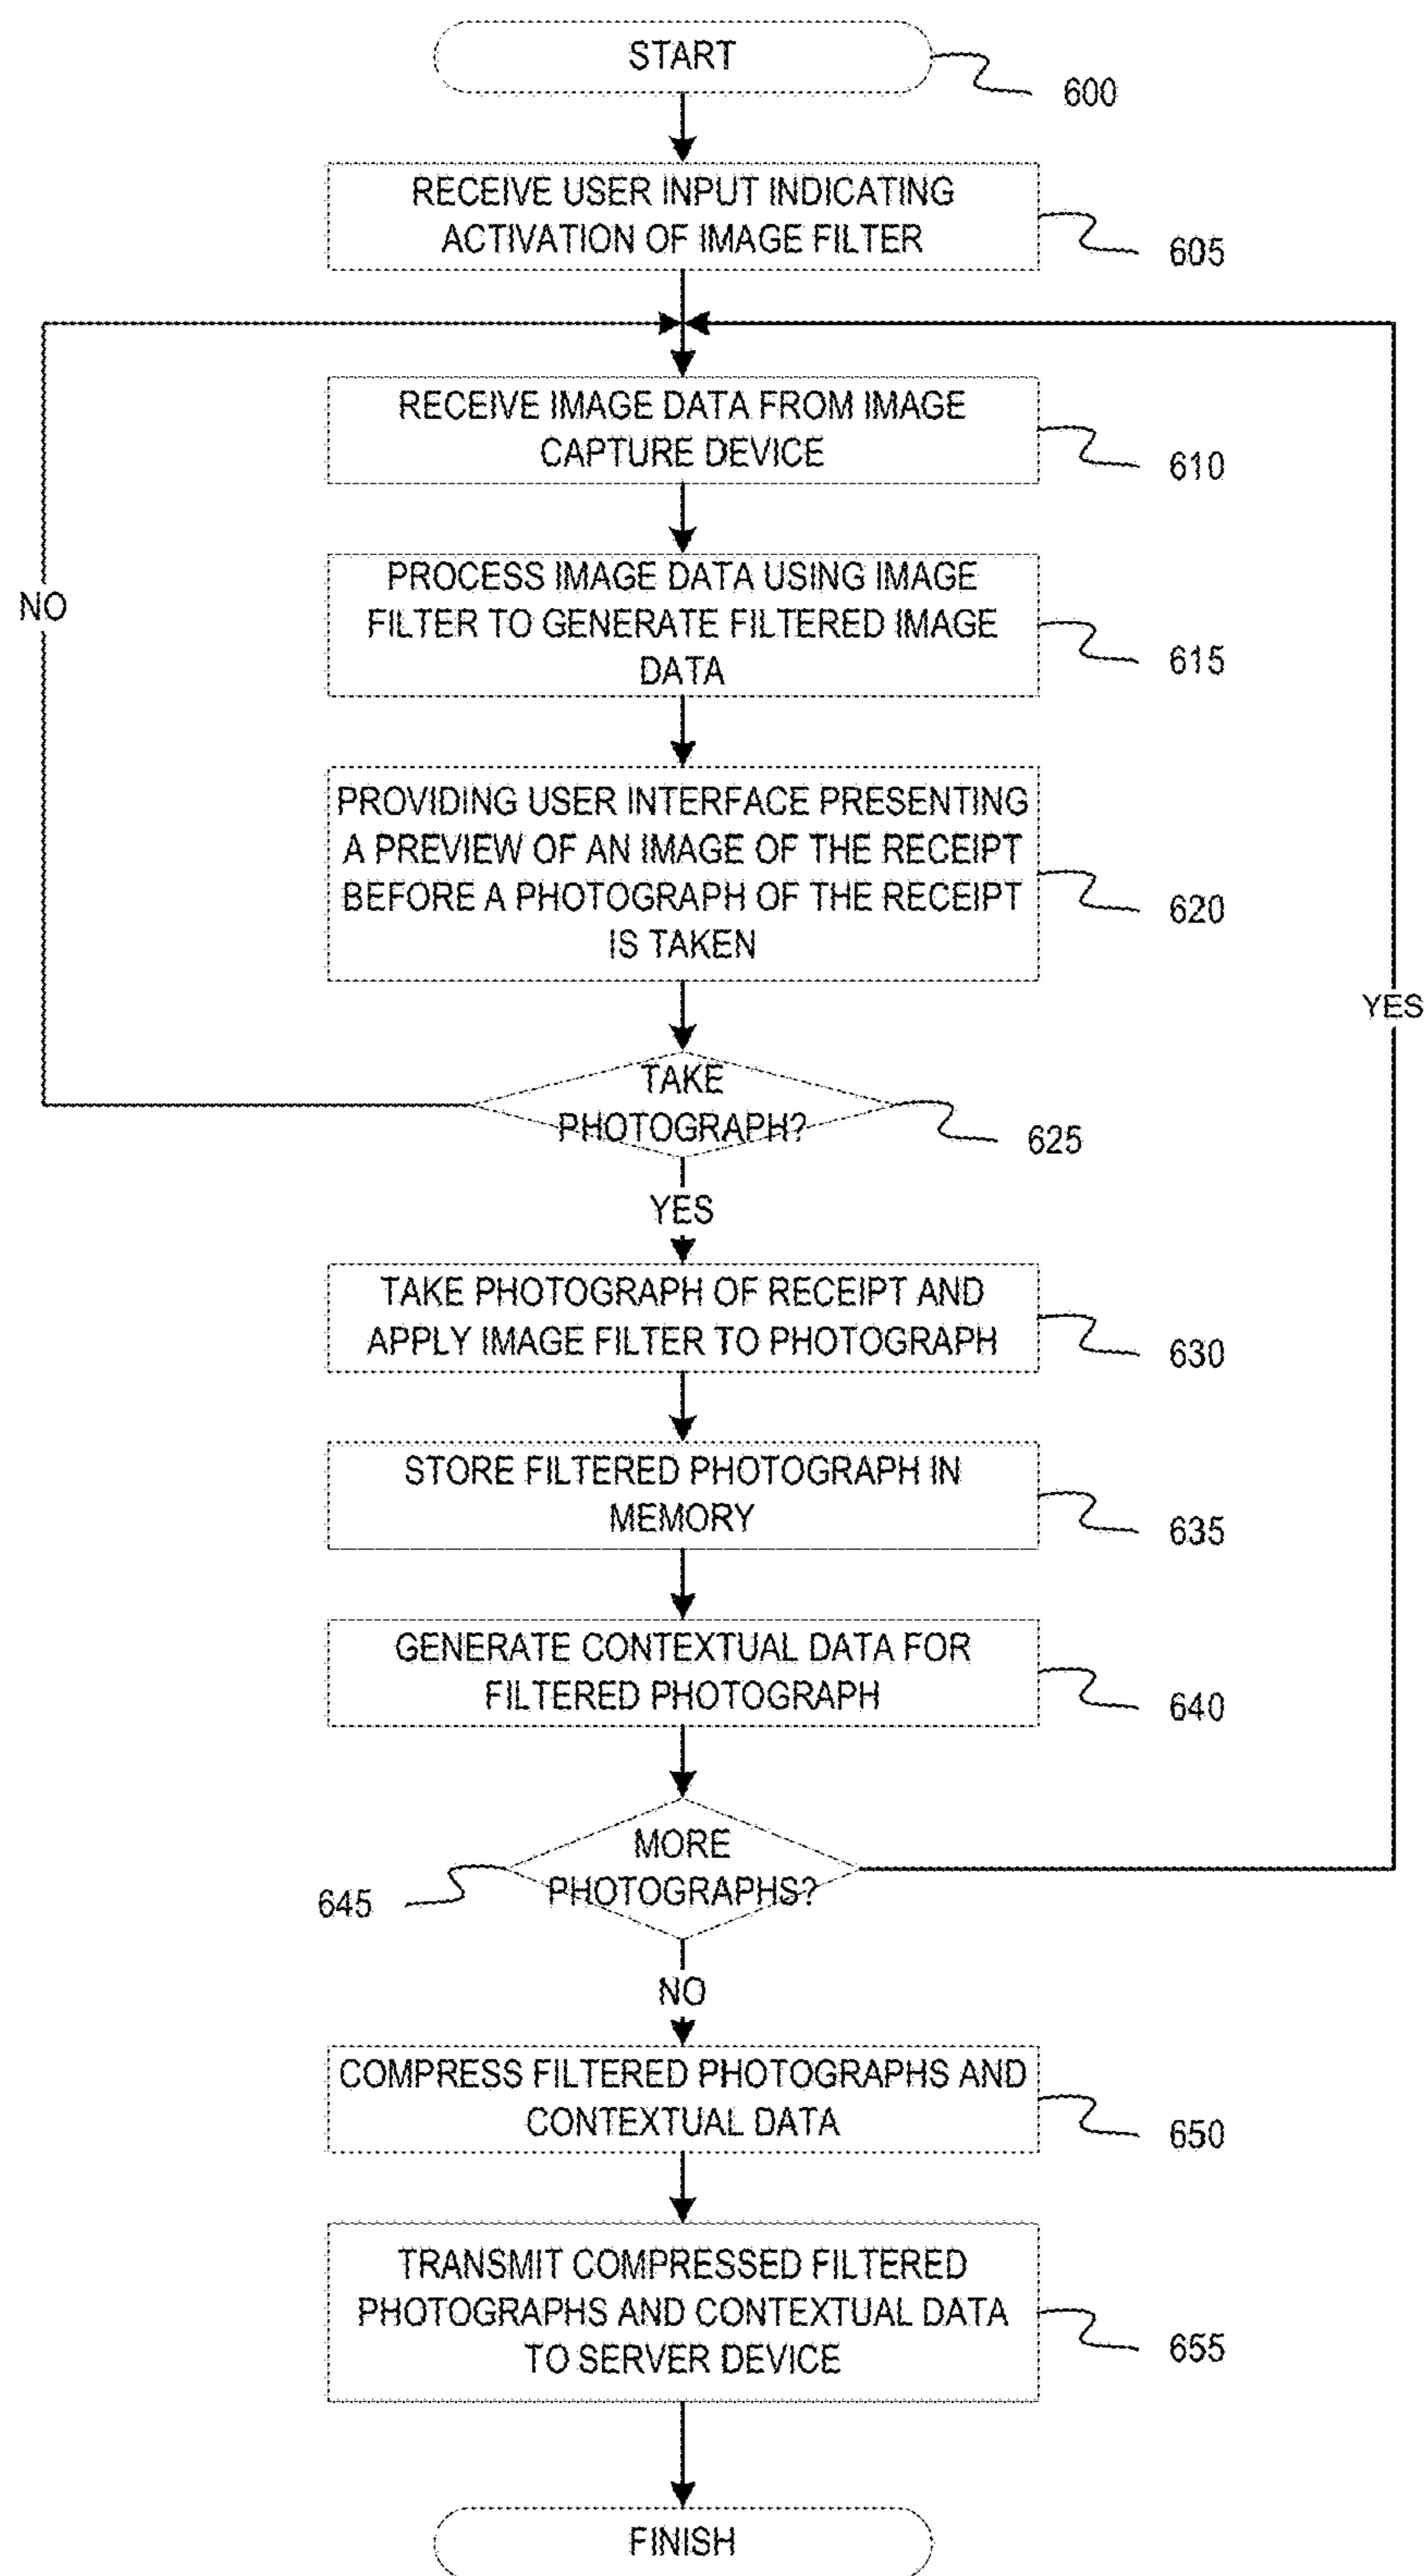 START
600
RECEIVE USER INPUT INDICATING
ACTIVATION OF IMAGE FILTER
605
RECEIVE IMAGE DATA FROM IMAGE
CAPTURE DEVICE
610
PROCESS IMAGE DATA USING IMAGE
FILTER TO GENERATE FILTERED IMAGE
DATA
615
NO
PROVIDING USER INTERFACE PRESENTING
A PREVIEW OF AN IMAGE OF THE RECEIPT
BEFORE A PHOTOGRAPH OF THE RECEIPT
IS TAKEN
620
YES
TAKE
PHOTOGRAPH?
625
YES
TAKE PHOTOGRAPH OF RECEIPT AND
APPLY IMAGE FILTER TO PHOTOGRAPH
630
STORE FILTERED PHOTOGRAPH IN
MEMORY
635
GENERATE CONTEXTUAL DATA FOR
FILTERED PHOTOGRAPH
640
MORE
PHOTOGRAPHS?
645
NO
COMPRESS FILTERED PHOTOGRAPHS AND
CONTEXTUAL DATA
650
TRANSMIT COMPRESSED FILTERED
PHOTOGRAPHS AND CONTEXTUAL DATA
TO SERVER DEVICE
655
FINISH